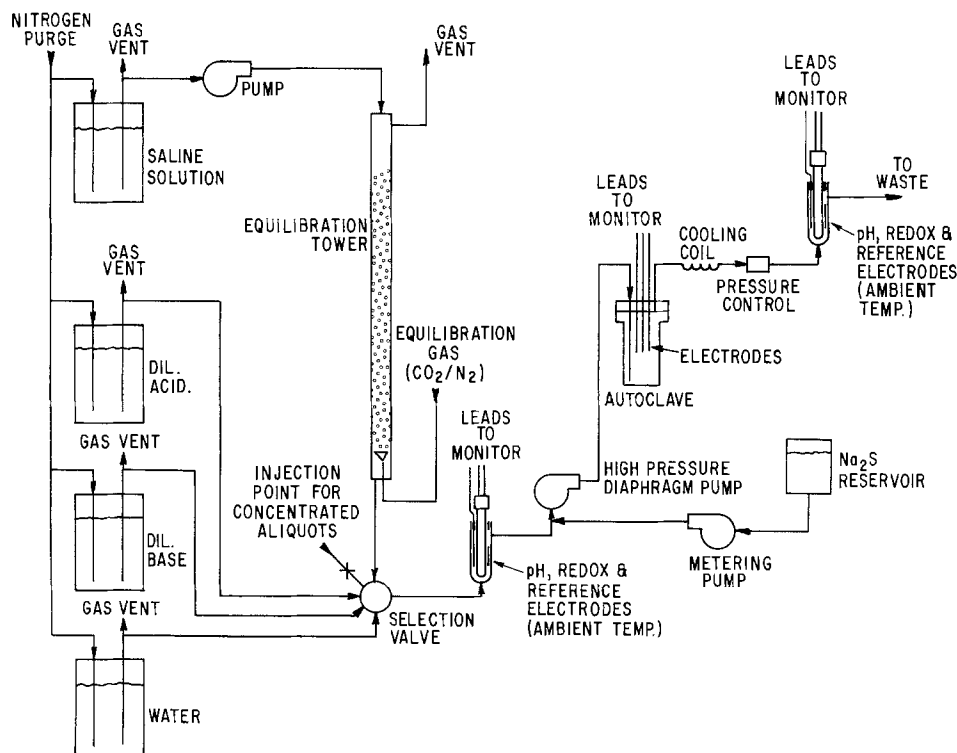 NITROGEN
PURGE
GAS
VENT
PUMP
GAS
VENT
SALINE
SOLUTION
EQUILIBRATION
TOWER
GAS
VENT
DIL.
ACID.
EQUILIBRATION
GAS
(CO2/N2)
GAS VENT
DIL.
BASE
INJECTION
POINT FOR
CONCENTRATED
ALIQUOTS
LEADS
TO
MONITOR
GAS VENT
SELECTION
VALVE
WATER
pH, REDOX &
REFERENCE
ELECTRODES
(AMBIENT TEMP.)
HIGH PRESSURE
DIAPHRAGM PUMP
METERING
PUMP
Na2S
RESERVOIR
LEADS
TO
MONITOR
ELECTRODES
AUTOCLAVE
COOLING
COIL
PRESSURE
CONTROL
LEADS
TO
MONITOR
TO
WASTE
pH, REDOX &
REFERENCE
ELECTRODES
(AMBIENT
TEMP.)